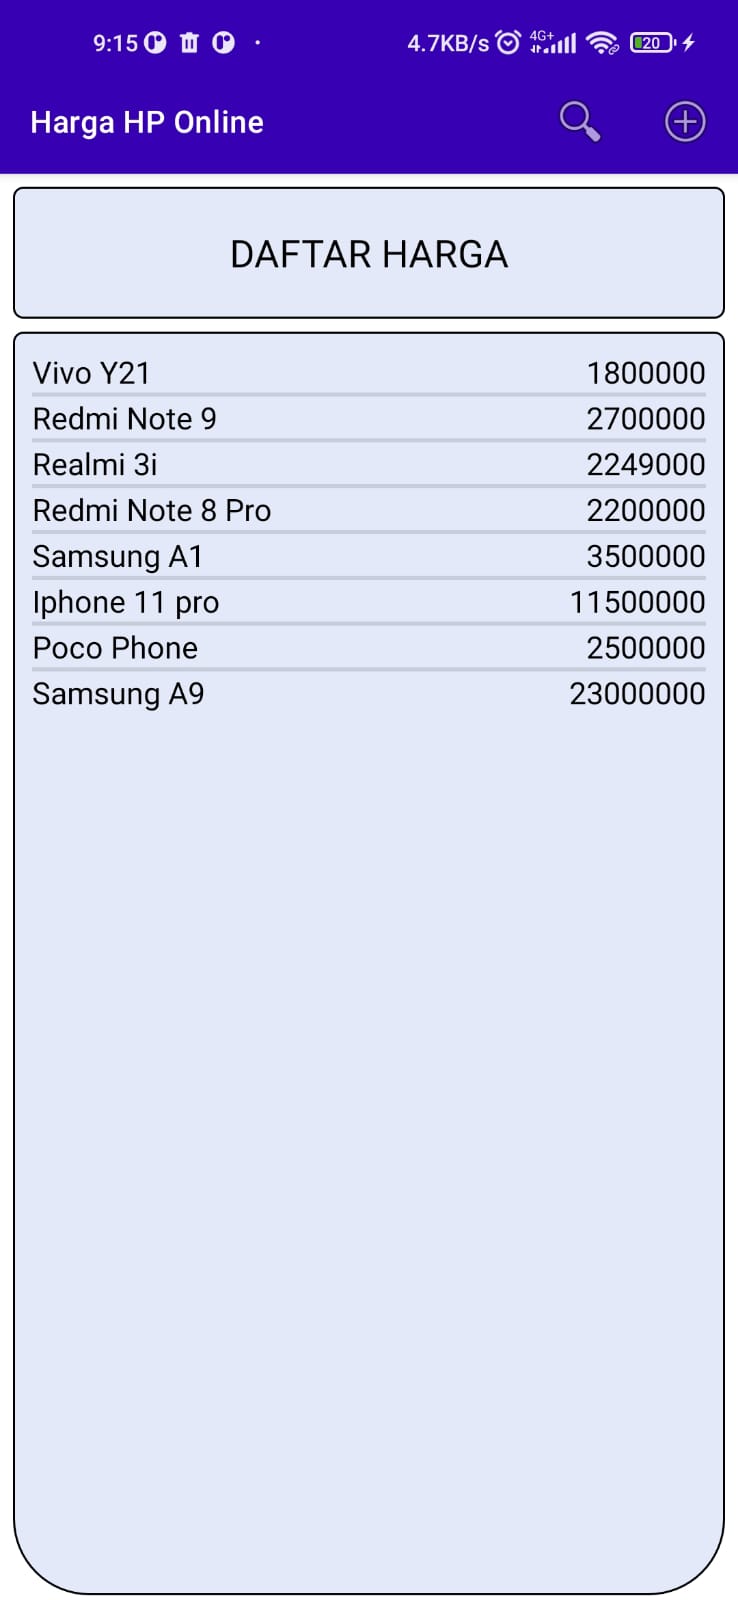 9:15 4.7KB/s 4G+ 20
Harga HP Online
DAFTAR HARGA
Vivo Y21 1800000
Redmi Note 9 2700000
Realmi 3i 2249000
Redmi Note 8 Pro 2200000
Samsung A1 3500000
Iphone 11 pro 11500000
Poco Phone 2500000
Samsung A9 23000000